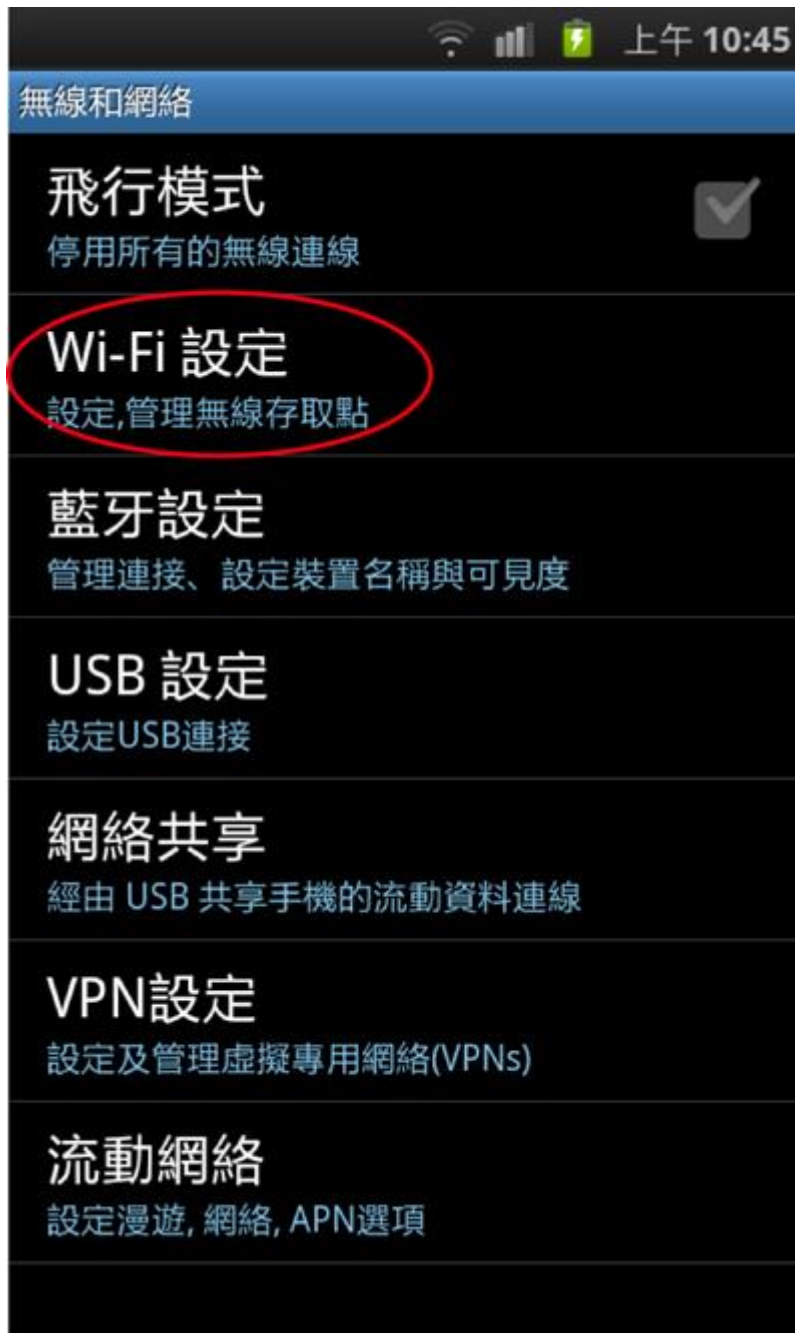 上午 10:45
無線和網絡
飛行模式
停用所有的無線連線
Wi-Fi 設定
設定,管理無線存取點
藍牙設定
管理連接、設定裝置名稱與可見度
USB 設定
設定USB連接
網絡共享
經由 USB 共享手機的流動資料連線
VPN設定
設定及管理虛擬專用網絡(VPNs)
流動網絡
設定漫遊, 網絡, APN選項